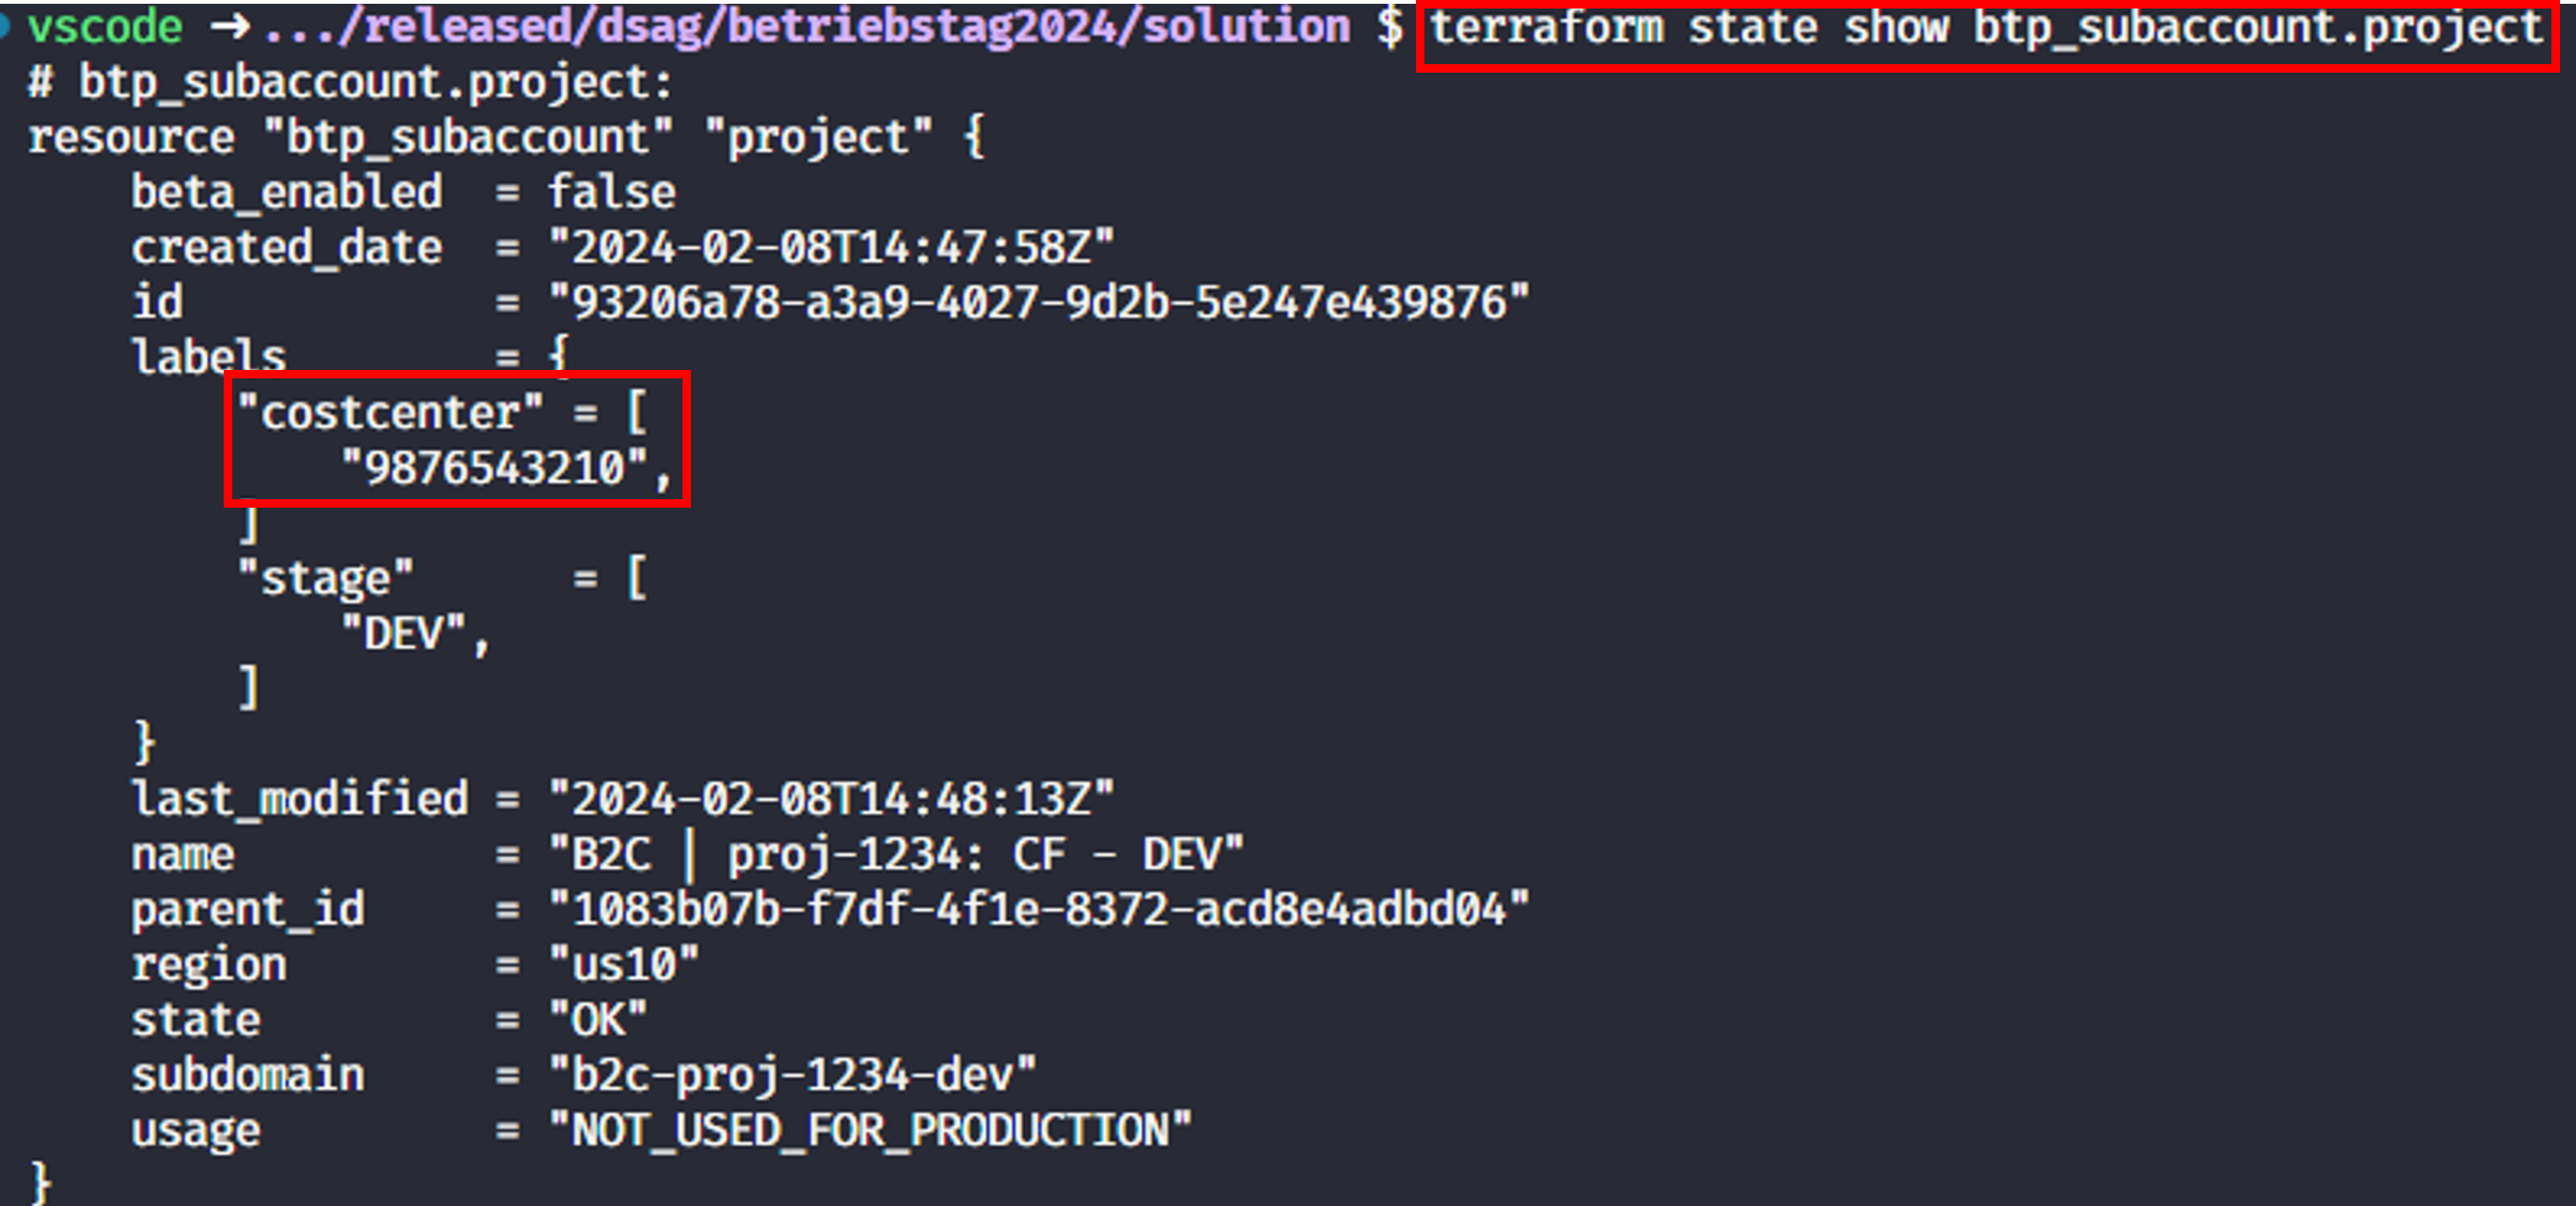 vscode → .../released/dsag/betriebstag2024/solution $ terraform state show btp_subaccount.project
# btp_subaccount.project:
resource "btp_subaccount" "project" {
    beta_enabled  = false
    created_date  = "2024-02-08T14:47:58Z"
    id            = "93206a78-a3a9-4027-9d2b-5e247e439876"
    labels        = {
        "costcenter" = [
            "9876543210",
        ]
        "stage"      = [
            "DEV",
        ]
    }
    last_modified = "2024-02-08T14:48:13Z"
    name          = "B2C | proj-1234: CF - DEV"
    parent_id     = "1083b07b-f7df-4f1e-8372-acd8e4adbd04"
    region        = "us10"
    state         = "OK"
    subdomain     = "b2c-proj-1234-dev"
    usage         = "NOT_USED_FOR_PRODUCTION"
}